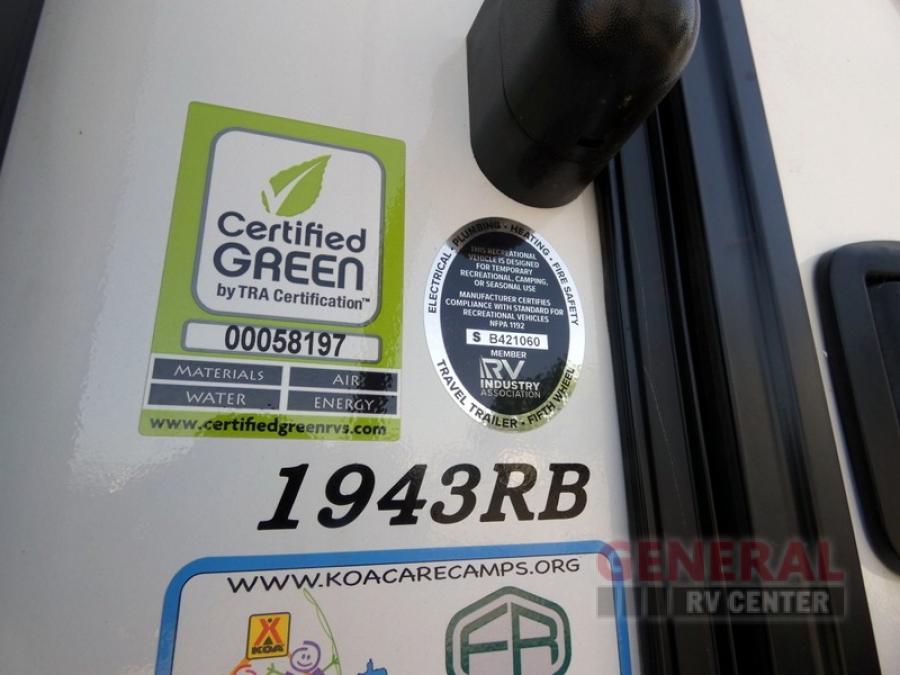 Certified
GREEN
by TRA Certification™
00058197
MATERIALS AIR
WATER ENERGY
www.certifiedgreenrvs.com
ELECTRICAL • PLUMBING • HEATING • FIRE SAFETY
THIS RECREATIONAL
VEHICLE IS DESIGNED
FOR TEMPORARY
RECREATIONAL, CAMPING,
OR SEASONAL USE
MANUFACTURER CERTIFIES
COMPLIANCE WITH STANDARD FOR
RECREATIONAL VEHICLES
NFPA 1192
S B421060
MEMBER
RV
INDUSTRY
ASSOCIATION
TRAVEL TRAILER • FIFTH WHEEL
1943RB
WWW.KOACARECAMPS.ORG
KOA
FR
GENERAL
RV CENTER